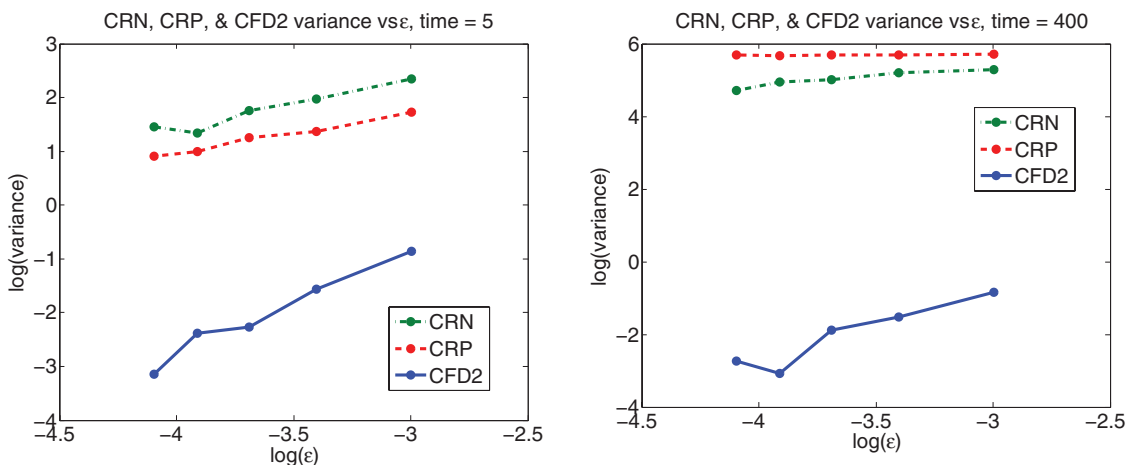 CRN, CRP, & CFD2 variance vsε, time = 5
3
2
1
0
−1
−2
−3
−4
log(variance)
CRN
CRP
CFD2
−4.5
−4
−3.5
−3
−2.5
log(ε)
CRN, CRP, & CFD2 variance vsε, time = 400
6
4
2
0
−2
−4
log(variance)
CRN
CRP
CFD2
−4.5
−4
−3.5
−3
−2.5
log(ε)